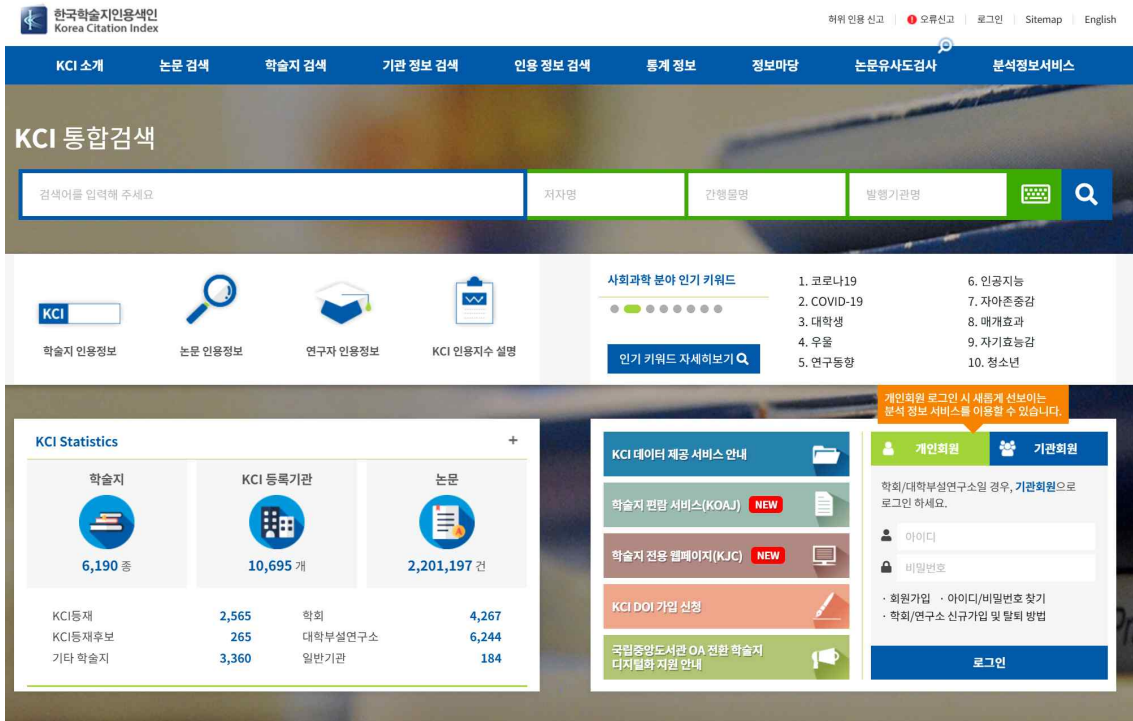 한국학술지인용색인
Korea Citation Index
허위 인용 신고
오류신고
로그인
Sitemap
English
KCI 소개
논문 검색
학술지 검색
기관 정보 검색
인용 정보 검색
통계 정보
정보마당
논문유사도검사
분석정보서비스
KCI 통합검색
검색어를 입력해 주세요
저자명
간행물명
발행기관명
KCI
학술지 인용정보
논문 인용정보
연구자 인용정보
KCI 인용지수 설명
사회과학 분야 인기 키워드
인기 키워드 자세히보기
1. 코로나19
2. COVID-19
3. 대학생
4. 우울
5. 연구동향
6. 인공지능
7. 자아존중감
8. 매개효과
9. 자기효능감
10. 청소년
KCI Statistics
+
학술지
6,190 종
KCI 등록기관
10,695 개
논문
2,201,197 건
KCI등재 2,565
KCI등재후보 265
기타 학술지 3,360
학회 4,267
대학부설연구소 6,244
일반기관 184
KCI 데이터 제공 서비스 안내
학술지 편람 서비스(KOAJ) NEW
학술지 전용 웹페이지(KJC) NEW
KCI DOI 가입 신청
국립중앙도서관 OA 전환 학술지
디지털화 지원 안내
개인회원 로그인 시 새롭게 선보이는
분석 정보 서비스를 이용할 수 있습니다.
개인회원
기관회원
학회/대학부설연구소일 경우, 기관회원으로
로그인 하세요.
아이디
비밀번호
· 회원가입 · 아이디/비밀번호 찾기
· 학회/연구소 신규가입 및 탈퇴 방법
로그인